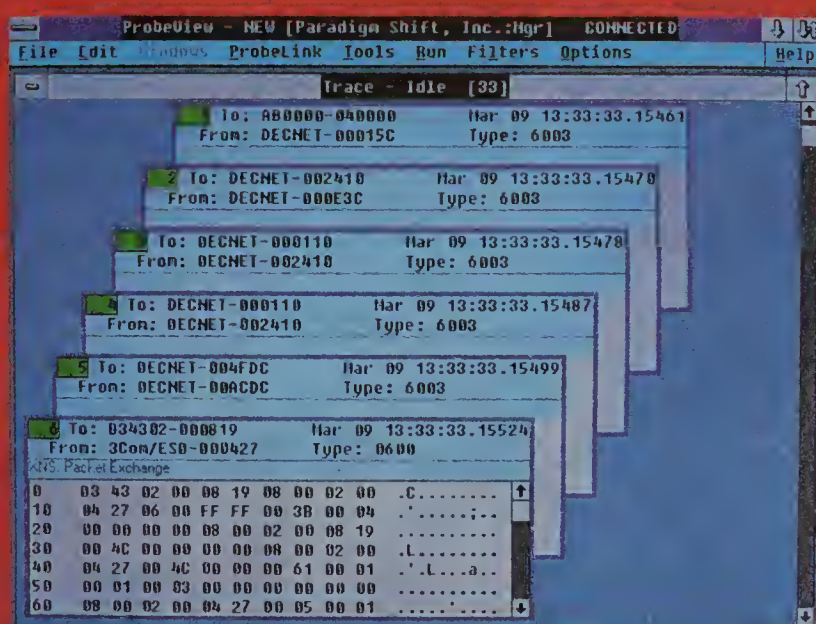 ProbeView - NEW [Paradigm Shift, Inc.:Mgr] CONNECTED
File Edit Windows ProbeLink Tools Run Filters Options Help
Trace - Idle [33]
To: AB0000-040000 Mar 09 13:33:33.15461
From: DECNET-00015C Type: 6003
2 To: DECNET-002410 Mar 09 13:33:33.15470
From: DECNET-000E3C Type: 6003
To: DECNET-000110 Mar 09 13:33:33.15478
From: DECNET-002410 Type: 6003
4 To: DECNET-000110 Mar 09 13:33:33.15487
From: DECNET-002410 Type: 6003
5 To: DECNET-004FDC Mar 09 13:33:33.15499
From: DECNET-00ACDC Type: 6003
6 To: 034302-000819 Mar 09 13:33:33.15524
From: 3Com/ES0-000427 Type: 0600
XNS: Packet Exchange
0 03 43 02 00 08 19 08 00 02 00 .C........
10 04 27 06 00 FF FF 00 3B 00 04 .'.....;..
20 00 00 00 00 08 00 02 00 08 19 ..........
30 00 4C 00 00 00 00 08 00 02 00 .L........
40 04 27 00 4C 00 00 00 61 00 01 .'.L...a..
50 00 01 00 03 00 00 00 00 00 00 ..........
60 08 00 02 00 04 27 00 05 00 01 .....'....